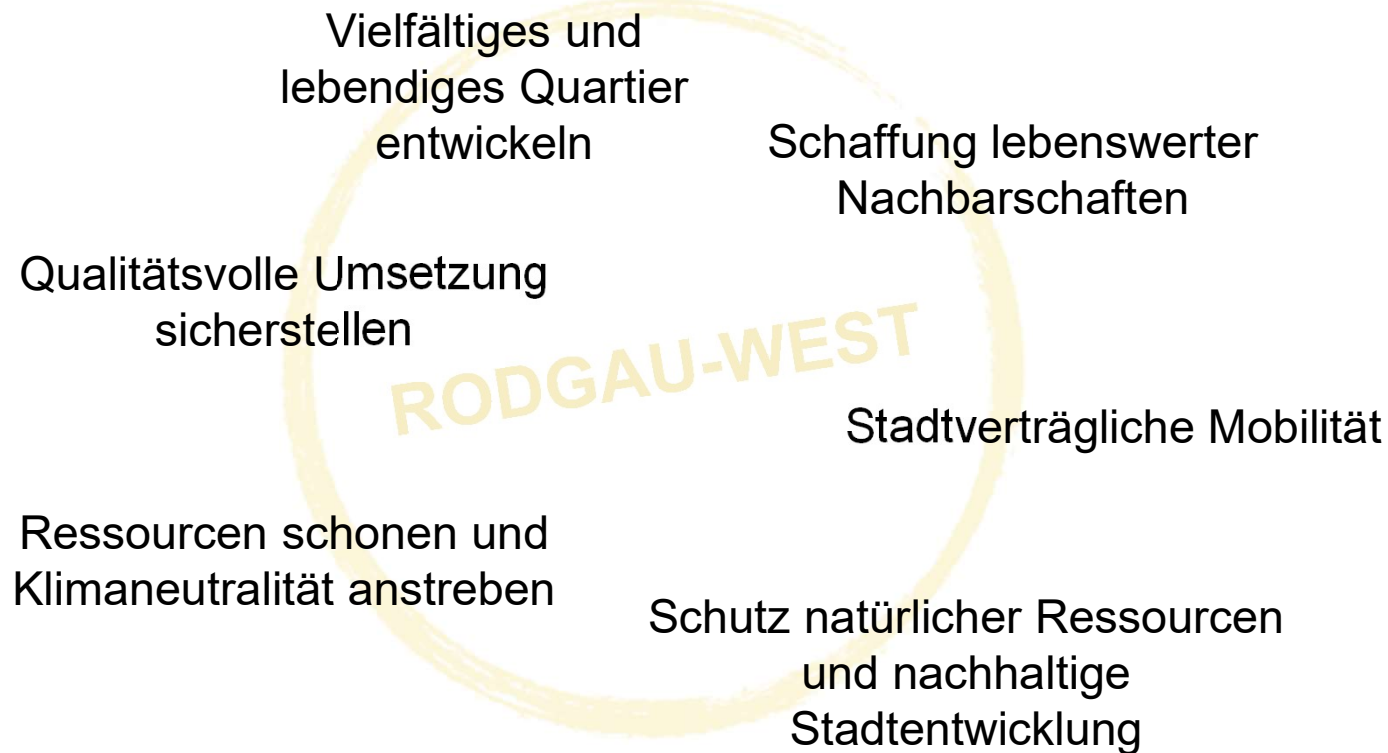 Vielfältiges und
lebendiges Quartier
entwickeln
Schaffung lebenswerter
Nachbarschaften
Qualitätsvolle Umsetzung
sicherstellen
RODGAU-WEST
Stadtverträgliche Mobilität
Ressourcen schonen und
Klimaneutralität anstreben
Schutz natürlicher Ressourcen
und nachhaltige
Stadtentwicklung